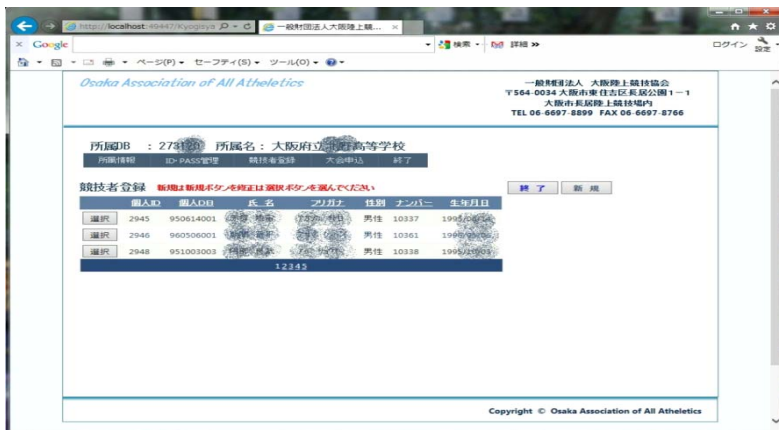 http://localhost:49447/Kyogisya
一般財団法人大阪陸上競...
Google
検索
詳細
ログイン
設定
ページ(P) セーフティ(S) ツール(O)
Osaka Association of All Atheletics
一般財団法人 大阪陸上競技協会
〒564-0034 大阪市東住吉区長居公園1-1
大阪市長居陸上競技場内
TEL 06-6697-8899 FAX 06-6697-8766
所属DB : 273 所属名 : 大阪府立 高等学校
所属情報 ID・PASS管理 競技者登録 大会申込 終了
競技者登録 新規は新規ボタンを修正は選択ボタンを選んでください 終了 新規
個人ID 個人DB 氏名 フリガナ 性別 ナンバー 生年月日
選択 2945 950614001 男性 10337
選択 2946 960506001 男性 10361
選択 2948 951003003 男性 10338
12345
Copyright © Osaka Association of All Atheletics